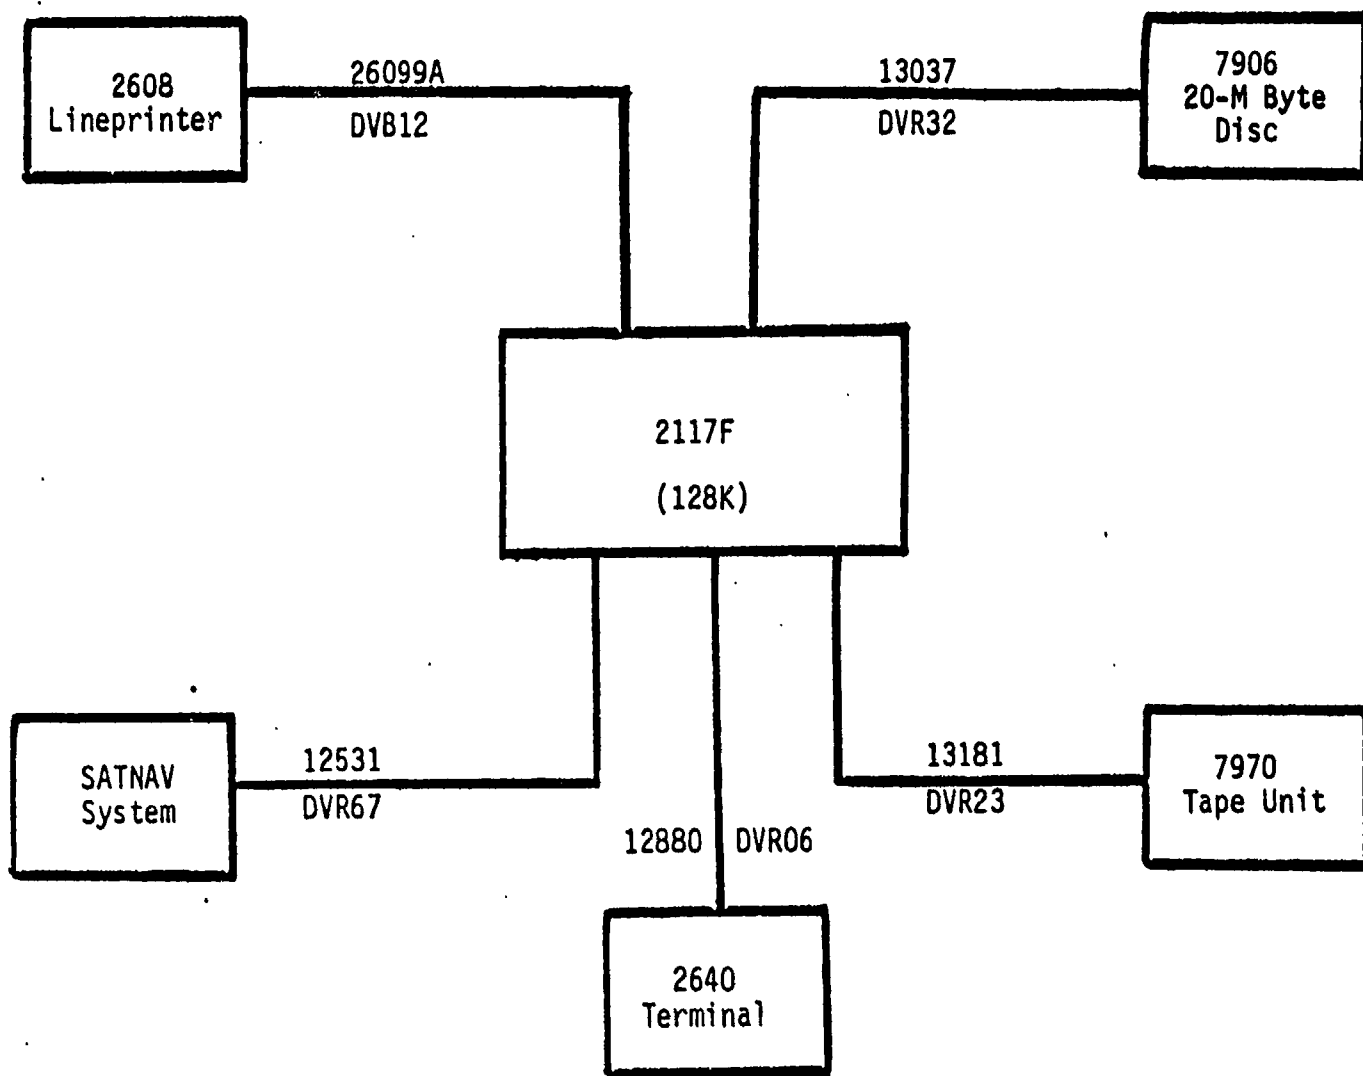 2608
Lineprinter
26099A
DVB12
13037
DVR32
7906
20-M Byte
Disc
2117F
(128K)
SATNAV
System
12531
DVR67
12880 DVR06
13181
DVR23
7970
Tape Unit
2640
Terminal